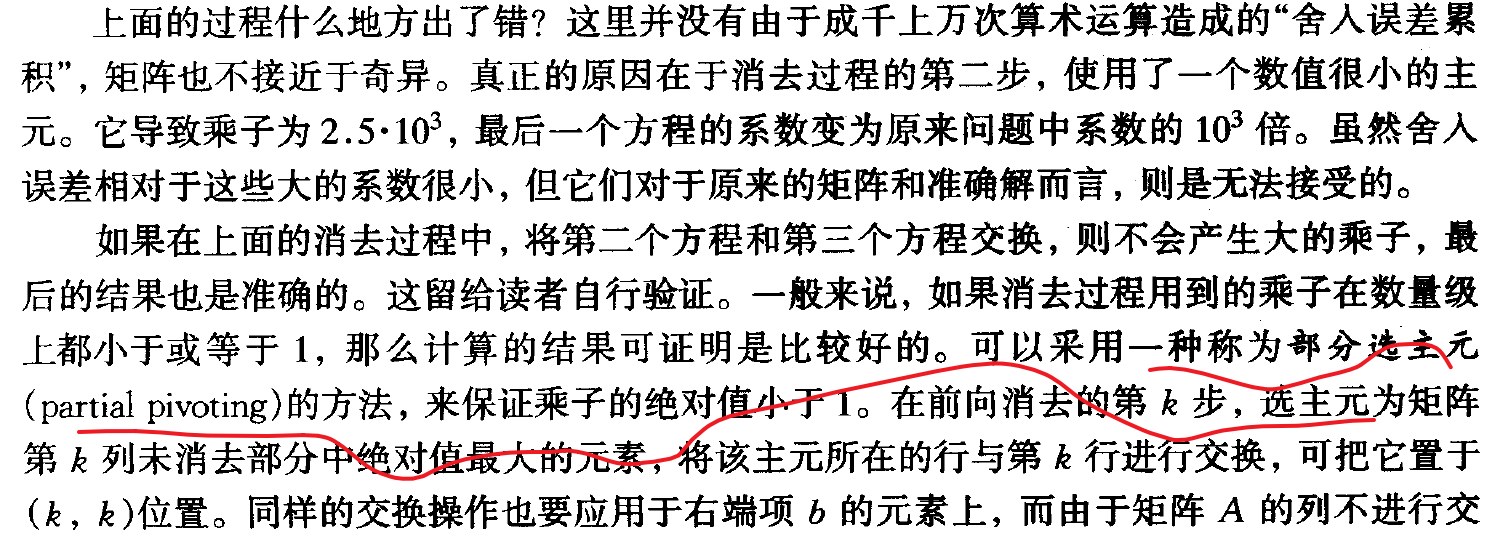 上面的过程什么地方出了错？这里并没有由于成千上万次算术运算造成的“舍入误差累
积”，矩阵也不接近于奇异。真正的原因在于消去过程的第二步，使用了一个数值很小的主
元。它导致乘子为 2.5·10³，最后一个方程的系数变为原来问题中系数的 10³ 倍。虽然舍入
误差相对于这些大的系数很小，但它们对于原来的矩阵和准确解而言，则是无法接受的。
如果在上面的消去过程中，将第二个方程和第三个方程交换，则不会产生大的乘子，最
后的结果也是准确的。这留给读者自行验证。一般来说，如果消去过程用到的乘子在数量级
上都小于或等于 1，那么计算的结果可证明是比较好的。可以采用一种称为部分选主元
(partial pivoting)的方法，来保证乘子的绝对值小于 1。在前向消去的第 k 步，选主元为矩阵
第 k 列未消去部分中绝对值最大的元素，将该主元所在的行与第 k 行进行交换，可把它置于
(k, k)位置。同样的交换操作也要应用于右端项 b 的元素上，而由于矩阵 A 的列不进行交